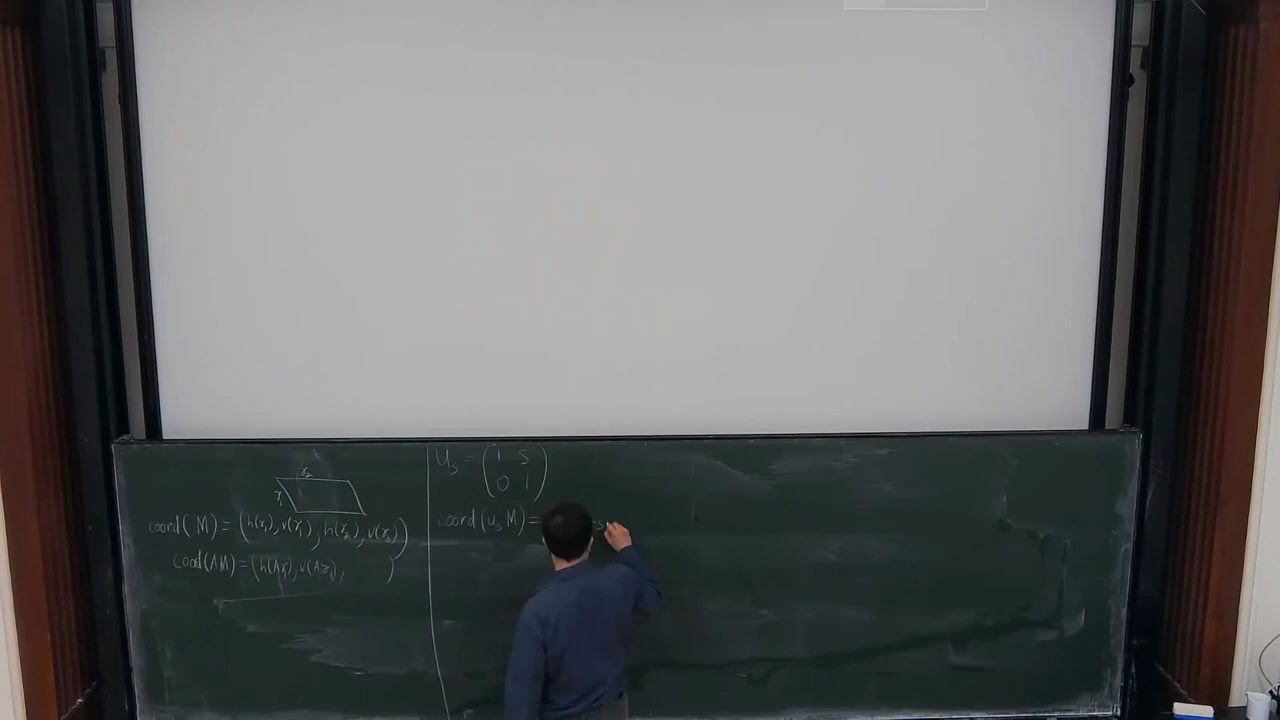 γ₂
γ₁
coord(M) = (h(γ₁), v(γ₁), h(γ₂), v(γ₂))
coord(AM) = (h(Aγ₁), v(Aγ₁), )
U_s = (1 s
0 1)
coord(u_s M) =